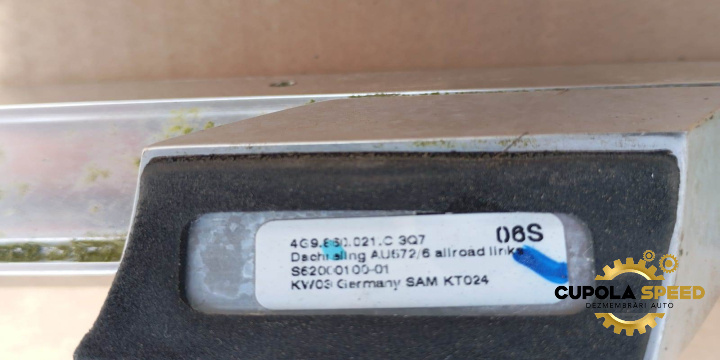 4G9.860.021.C 3Q7
06S
Dachreling AU572/6 allroad links
S62000100-01
KW03 Germany SAM KT024
CUPOLA SPEED
DEZMEMBRARI AUTO